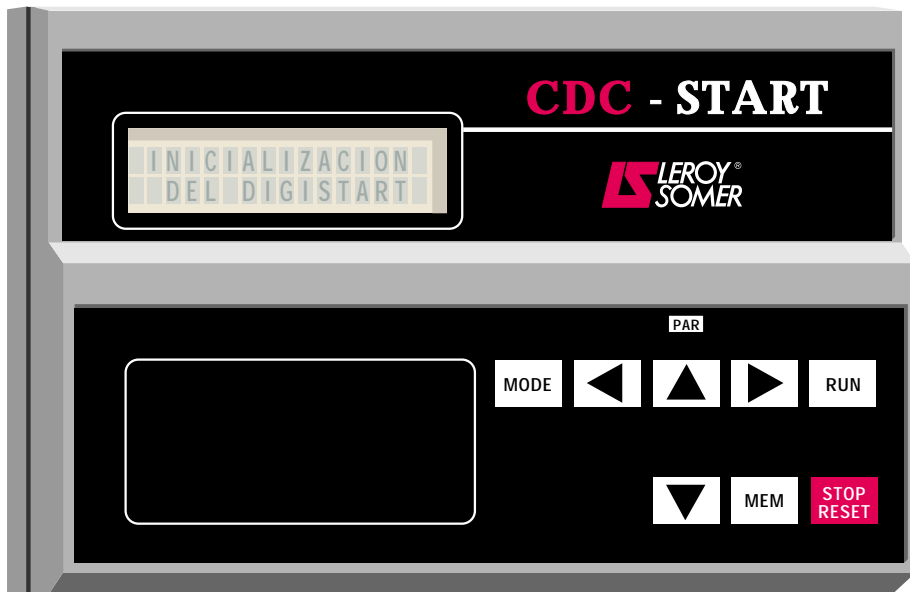 CDC - START
INICIALIZACION
DEL DIGISTART
LEROY®
SOMER
PAR
MODE
RUN
MEM
STOP
RESET